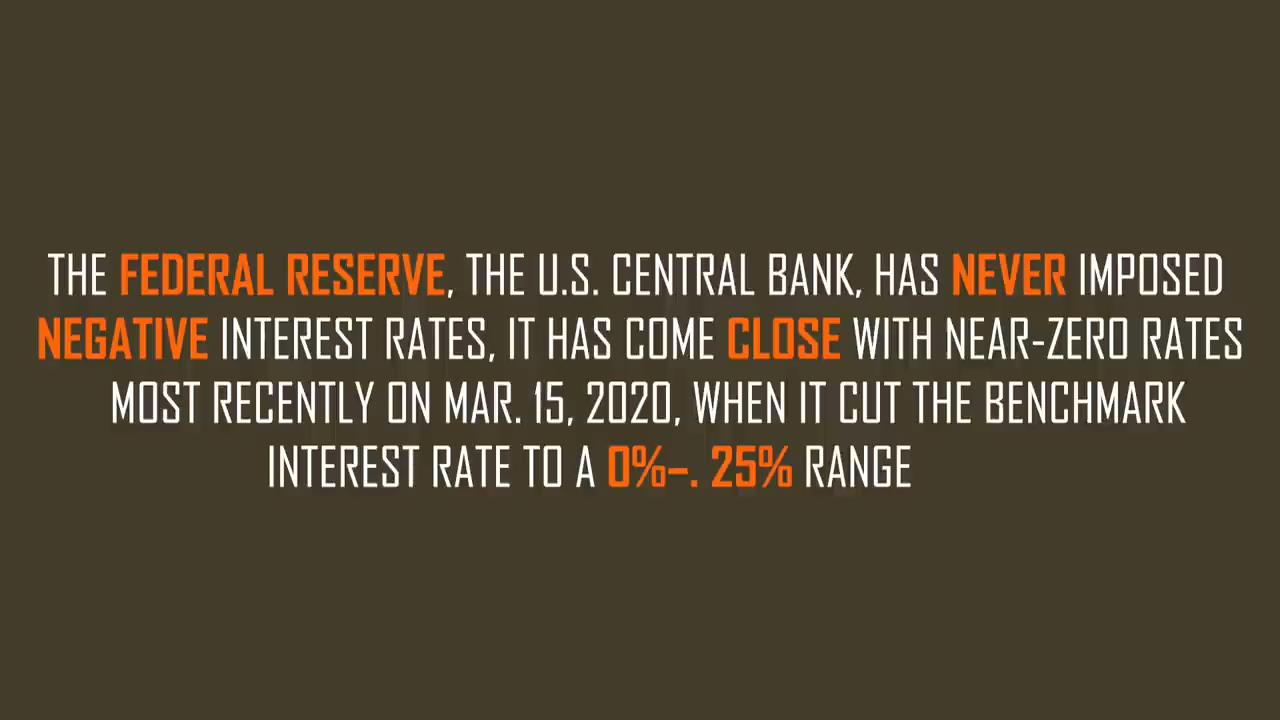 THE FEDERAL RESERVE, THE U.S. CENTRAL BANK, HAS NEVER IMPOSED
NEGATIVE INTEREST RATES, IT HAS COME CLOSE WITH NEAR-ZERO RATES
MOST RECENTLY ON MAR. 15, 2020, WHEN IT CUT THE BENCHMARK
INTEREST RATE TO A 0%–. 25% RANGE